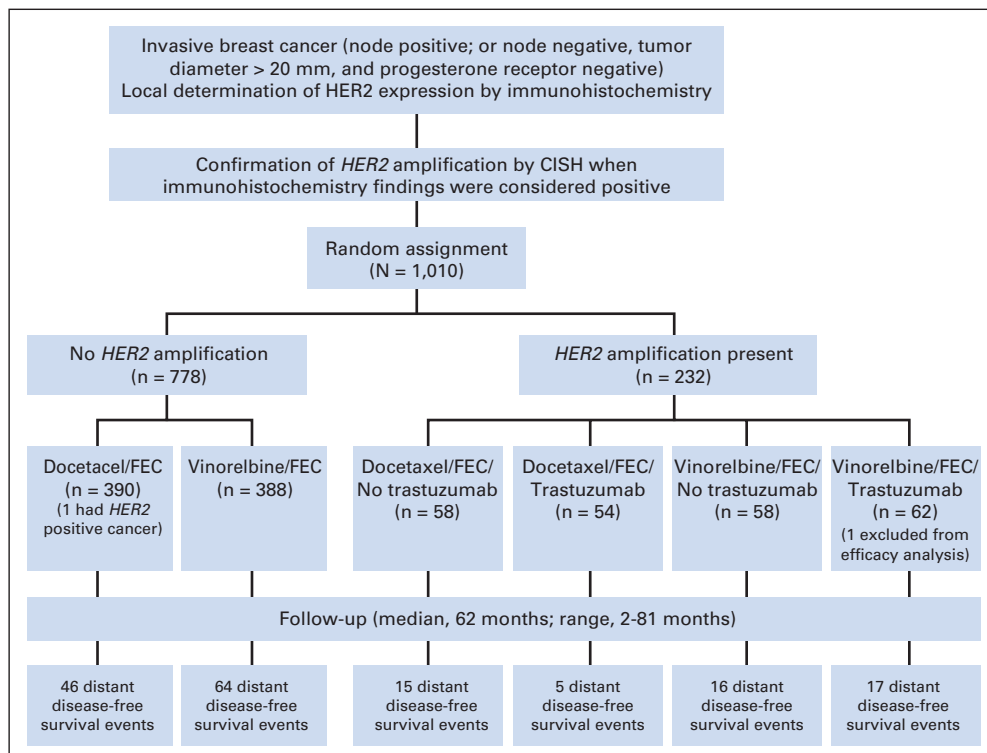 Invasive breast cancer (node positive; or node negative, tumor
diameter > 20 mm, and progesterone receptor negative)
Local determination of HER2 expression by immunohistochemistry
Confirmation of HER2 amplification by CISH when
immunohistochemistry findings were considered positive
Random assignment
(N = 1,010)
No HER2 amplification
(n = 778)
HER2 amplification present
(n = 232)
Docetacel/FEC
(n = 390)
(1 had HER2
positive cancer)
Vinorelbine/FEC
(n = 388)
Docetaxel/FEC/
No trastuzumab
(n = 58)
Docetaxel/FEC/
Trastuzumab
(n = 54)
Vinorelbine/FEC/
No trastuzumab
(n = 58)
Vinorelbine/FEC/
Trastuzumab
(n = 62)
(1 excluded from
efficacy analysis)
Follow-up (median, 62 months; range, 2-81 months)
46 distant
disease-free
survival events
64 distant
disease-free
survival events
15 distant
disease-free
survival events
5 distant
disease-free
survival events
16 distant
disease-free
survival events
17 distant
disease-free
survival events